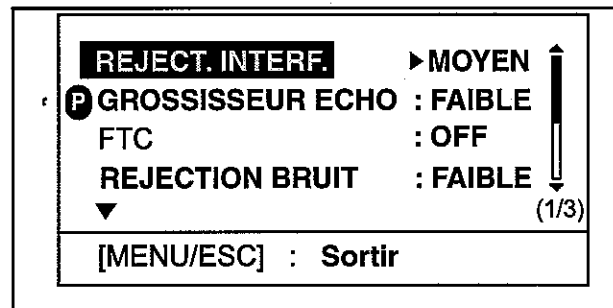 REJECT. INTERF. ▶MOYEN
P GROSSISSEUR ECHO : FAIBLE
FTC : OFF
REJECTION BRUIT : FAIBLE
▼ (1/3)
[MENU/ESC] : Sortir